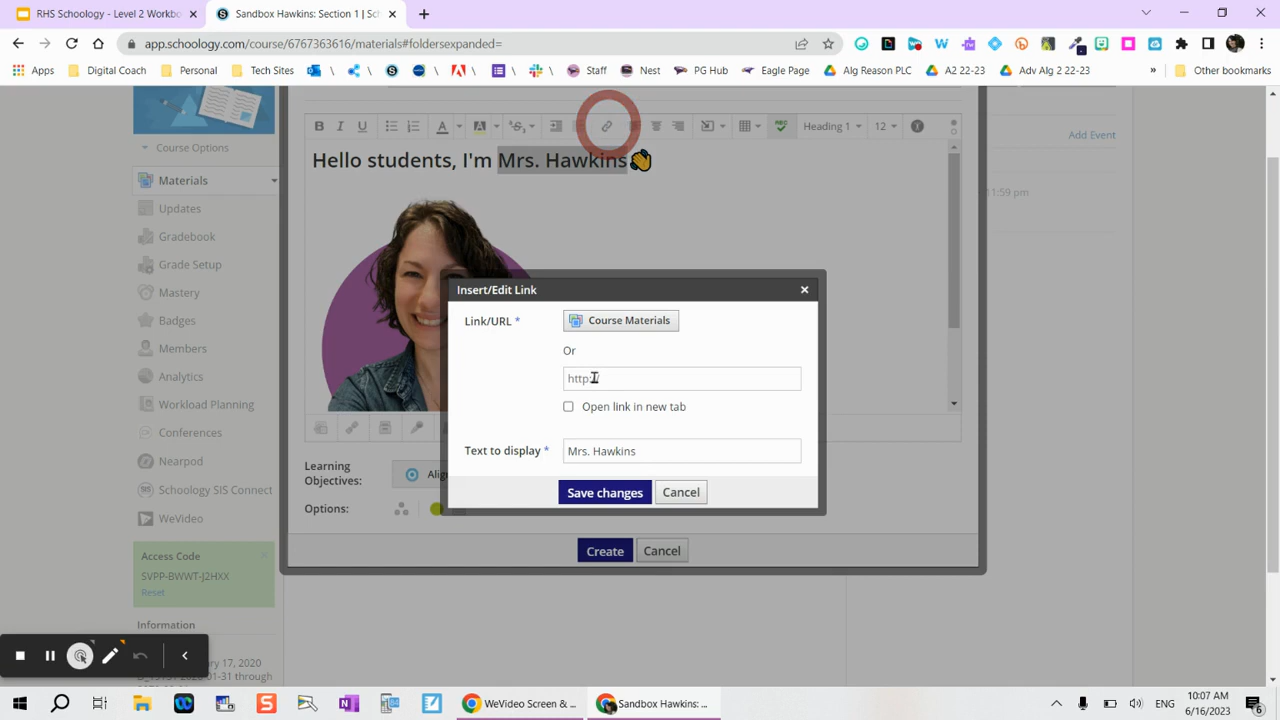 RHS Schoology - Level 2 Workbo
Sandbox Hawkins: Section 1 | Sch
app.schoology.com/course/6767363616/materials#foldersexpanded=
Apps
Digital Coach
Personal
Tech Sites
Staff
Nest
PG Hub
Eagle Page
Alg Reason PLC
A2 22-23
Adv Alg 2 22-23
Other bookmarks
Course Options
Materials
Updates
Gradebook
Grade Setup
Mastery
Badges
Members
Analytics
Workload Planning
Conferences
Nearpod
Schoology SIS Connect
WeVideo
Access Code
SVPP-BWWT-J2HXX
Reset
Information
B I U
Heading 1
12
Hello students, I'm Mrs. Hawkins
Add Event
11:59 pm
Insert/Edit Link
Link/URL *
Course Materials
Or
http:
Open link in new tab
Text to display *
Mrs. Hawkins
Save changes
Cancel
Learning
Objectives:
Options:
Create
Cancel
WeVideo Screen & ...
Sandbox Hawkins: ...
ENG
10:07 AM
6/16/2023